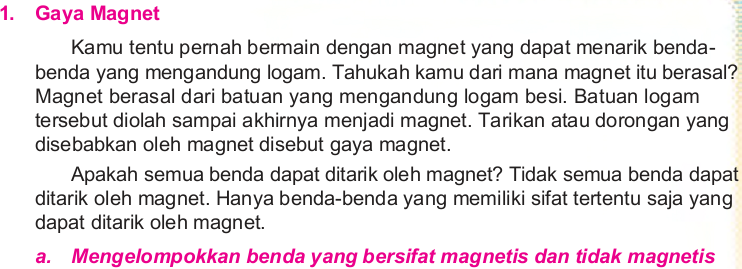 1. Gaya Magnet
Kamu tentu pernah bermain dengan magnet yang dapat menarik benda-
benda yang mengandung logam. Tahukah kamu dari mana magnet itu berasal?
Magnet berasal dari batuan yang mengandung logam besi. Batuan logam
tersebut diolah sampai akhirnya menjadi magnet. Tarikan atau dorongan yang
disebabkan oleh magnet disebut gaya magnet.
Apakah semua benda dapat ditarik oleh magnet? Tidak semua benda dapat
ditarik oleh magnet. Hanya benda-benda yang memiliki sifat tertentu saja yang
dapat ditarik oleh magnet.
a. Mengelompokkan benda yang bersifat magnetis dan tidak magnetis